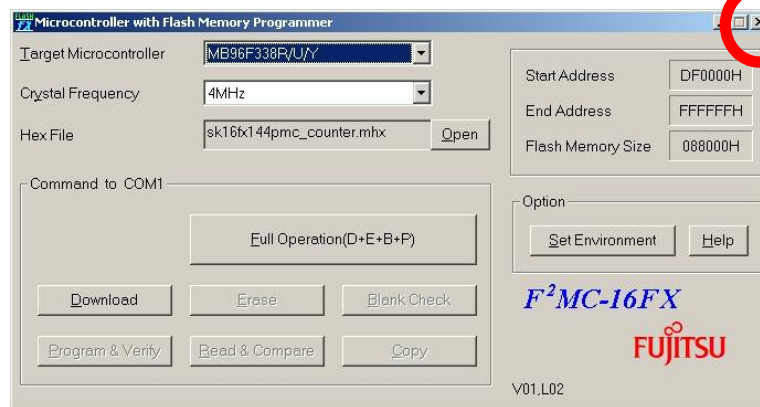 FLASH FX Microcontroller with Flash Memory Programmer
Target Microcontroller MB96F338R/U/Y
Crystal Frequency 4MHz
Hex File sk16fx144pmc_counter.mhx Open
Start Address DF0000H
End Address FFFFFFH
Flash Memory Size 088000H
Command to COM1
Full Operation(D+E+B+P)
Download Erase Blank Check
Program & Verify Read & Compare Copy
Option
Set Environment Help
F²MC-16FX
FUJITSU
V01,L02